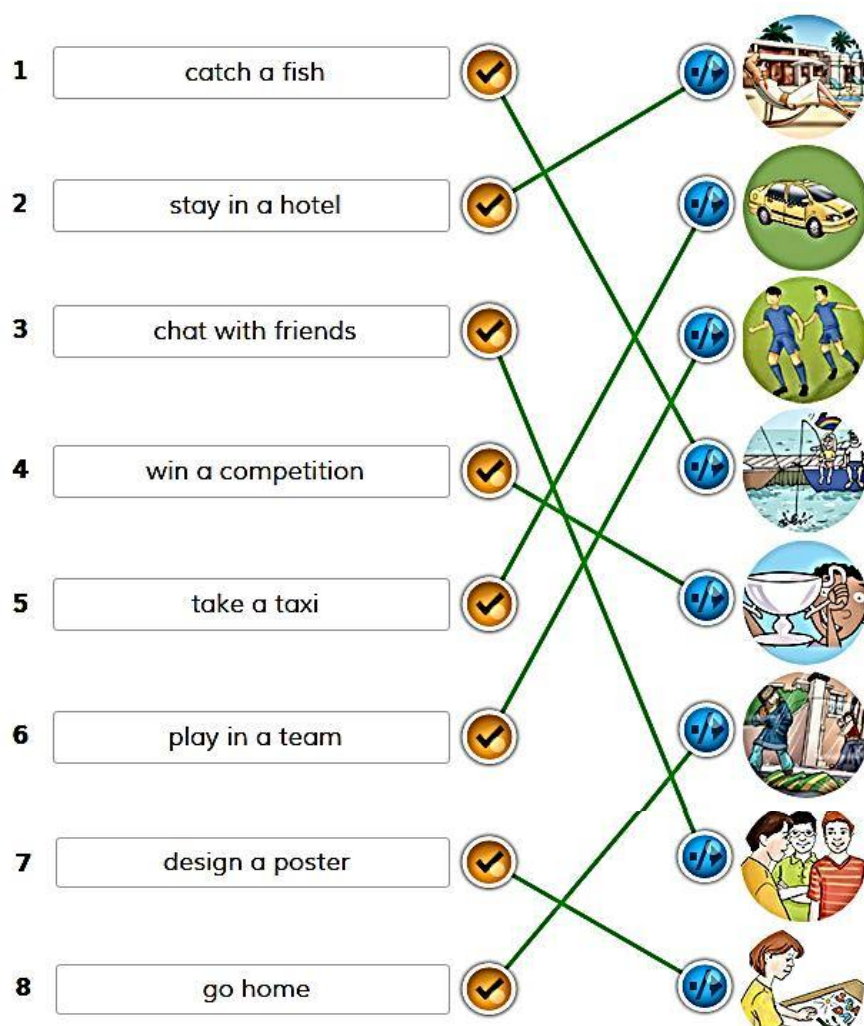 1 catch a fish
2 stay in a hotel
3 chat with friends
4 win a competition
5 take a taxi
6 play in a team
7 design a poster
8 go home